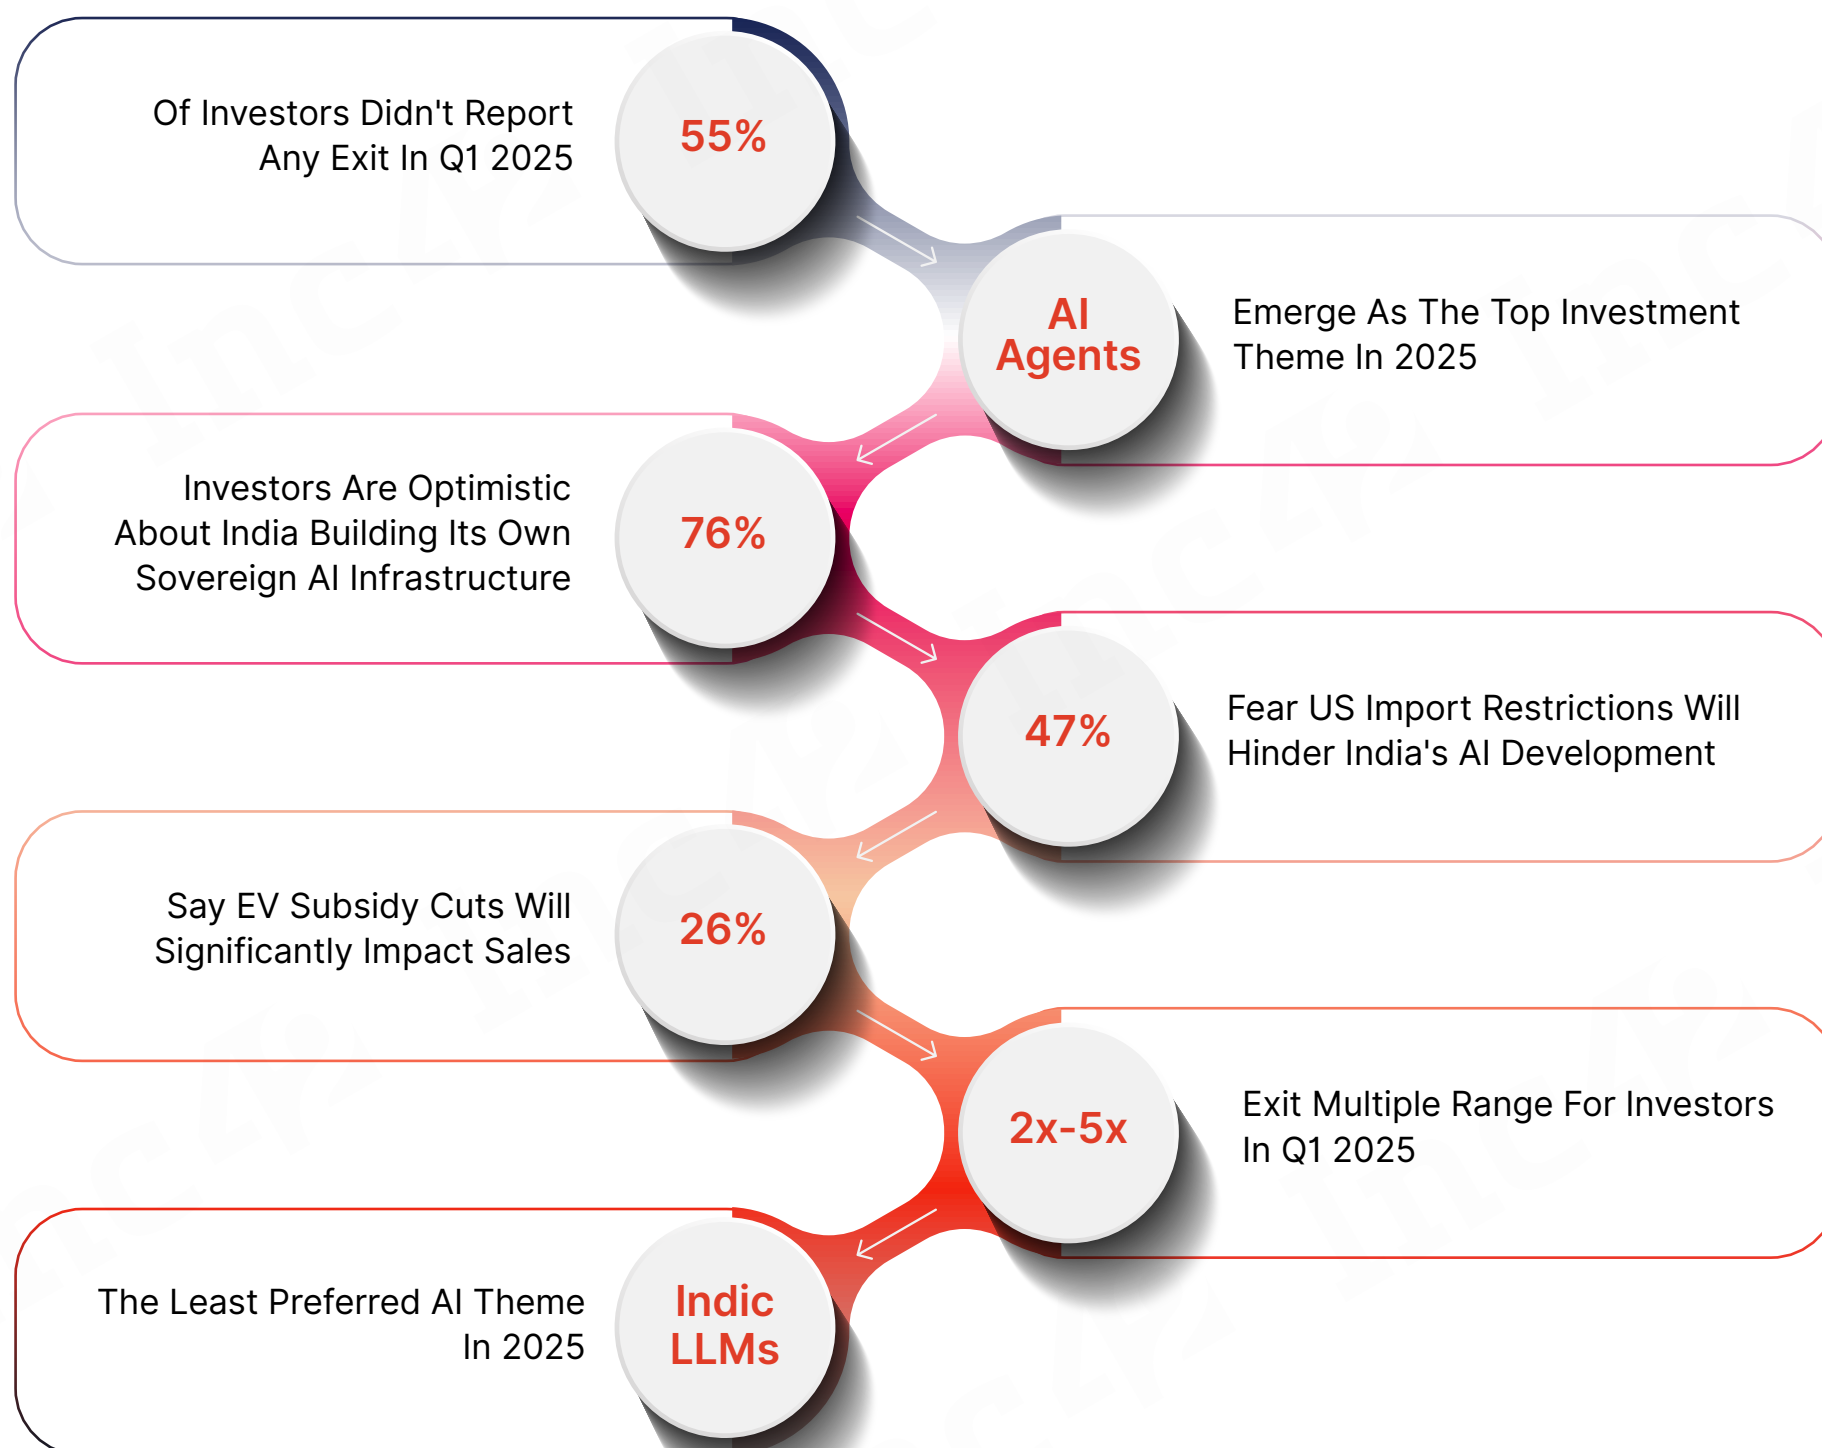 Of Investors Didn't Report
Any Exit In Q1 2025
55%
AI
Agents
Emerge As The Top Investment
Theme In 2025
Investors Are Optimistic
About India Building Its Own
Sovereign AI Infrastructure
76%
47%
Fear US Import Restrictions Will
Hinder India's AI Development
Say EV Subsidy Cuts Will
Significantly Impact Sales
26%
2x-5x
Exit Multiple Range For Investors
In Q1 2025
The Least Preferred AI Theme
In 2025
Indic
LLMs